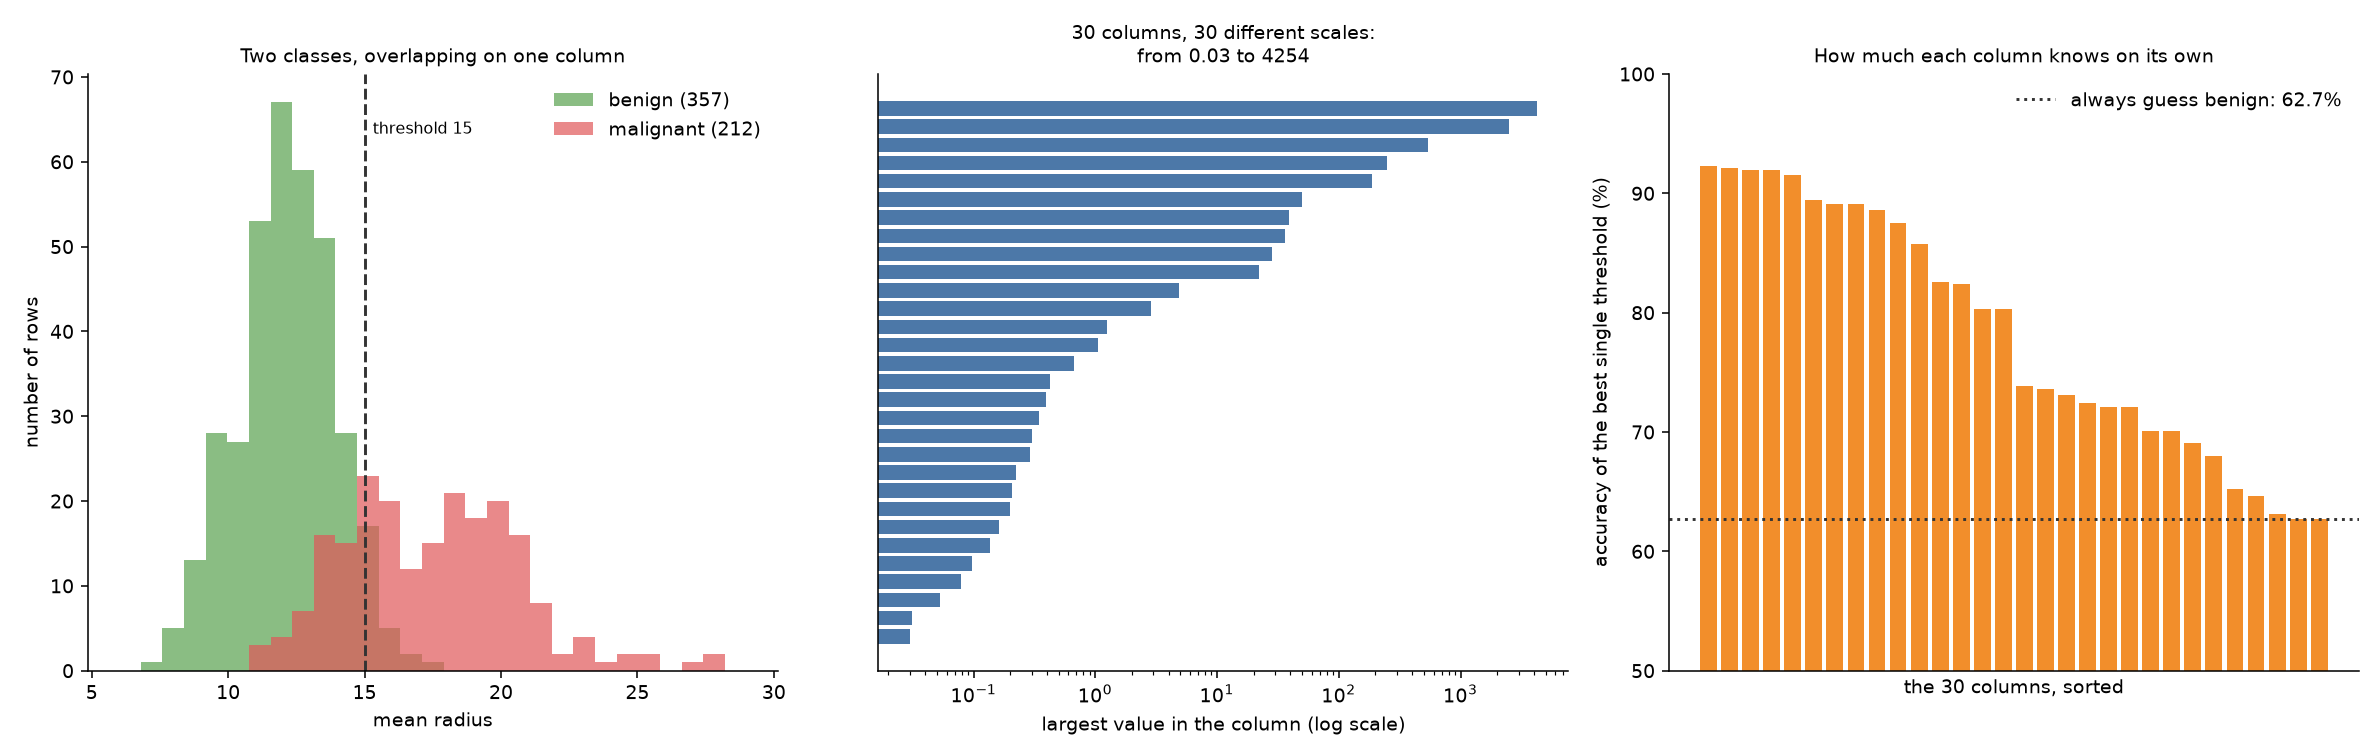 Two classes, overlapping on one column
benign (357)
malignant (212)
threshold 15
number of rows
70
60
50
40
30
20
10
0
5 10 15 20 25 30
mean radius
30 columns, 30 different scales:
from 0.03 to 4254
10⁻¹ 10⁰ 10¹ 10² 10³
largest value in the column (log scale)
How much each column knows on its own
always guess benign: 62.7%
accuracy of the best single threshold (%)
100
90
80
70
60
50
the 30 columns, sorted